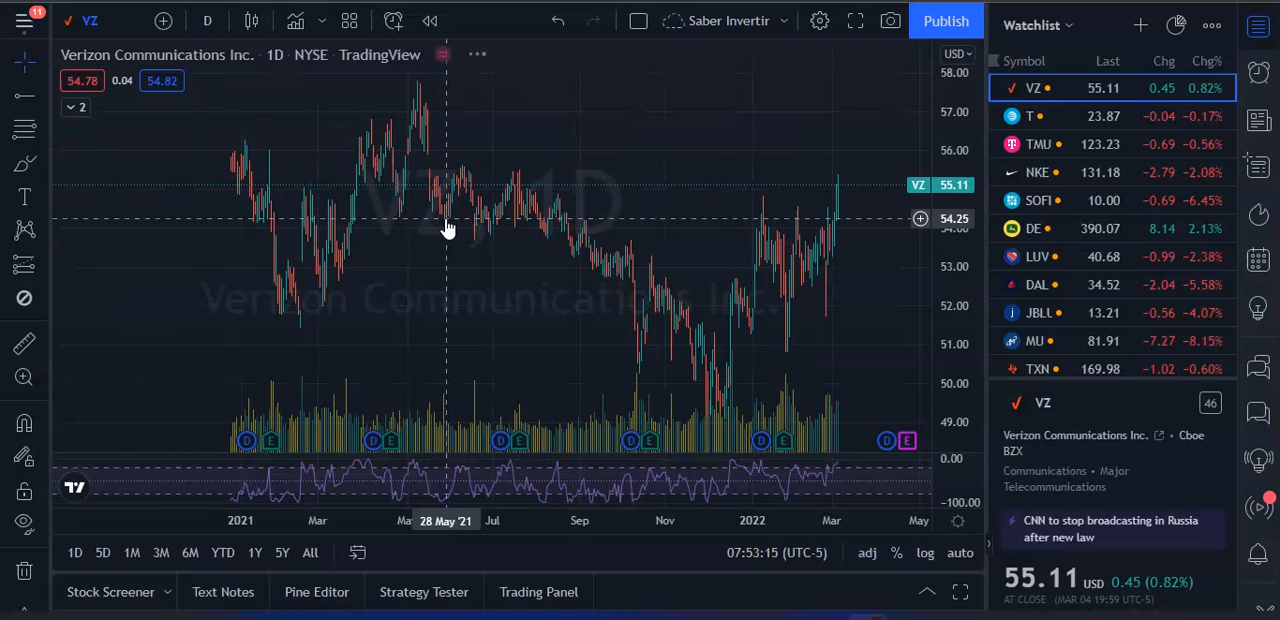 11
VZ
D
Saber Invertir
Publish
Verizon Communications Inc. · 1D · NYSE · TradingView
54.78 0.04 54.82
2
USD
VZ, 1D
Verizon Communications Inc.
58.00
57.00
56.00
VZ 55.11
54.25
54.00
53.00
52.00
51.00
50.00
49.00
D E D E D E D E D E D E
0.00
-100.00
2021 Mar 28 May '21 Jul Sep Nov 2022 Mar May
1D 5D 1M 3M 6M YTD 1Y 5Y All
07:53:15 (UTC-5) adj % log auto
Stock Screener Text Notes Pine Editor Strategy Tester Trading Panel
Watchlist
Symbol Last Chg Chg%
VZ 55.11 0.45 0.82%
T 23.87 −0.04 −0.17%
TMU 123.23 −0.69 −0.56%
NKE 131.18 −2.79 −2.08%
SOFI 10.00 −0.69 −6.45%
DE 390.07 8.14 2.13%
LUV 40.68 −0.99 −2.38%
DAL 34.52 −2.04 −5.58%
JBLU 13.21 −0.56 −4.07%
MU 81.91 −7.27 −8.15%
TXN 169.98 −1.02 −0.60%
VZ
46
Verizon Communications Inc. · Cboe
BZX
Communications · Major
Telecommunications
CNN to stop broadcasting in Russia
after new law
55.11 USD 0.45 (0.82%)
AT CLOSE (MAR 04 19:59 UTC-5)